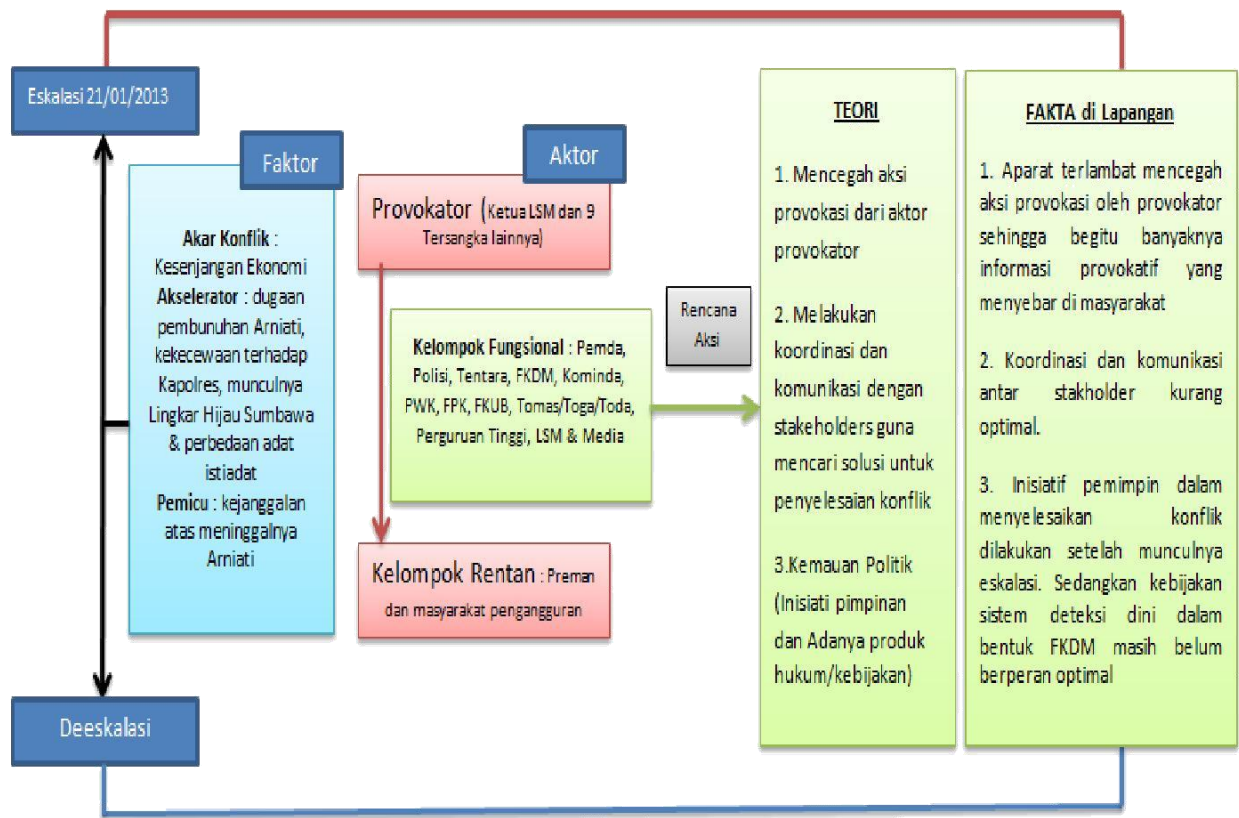 Eskalasi 21/01/2013
Faktor
Akar Konflik :
Kesenjangan Ekonomi
Akselerator : dugaan
pembunuhan Arniati,
kekecewaan terhadap
Kapolres, munculnya
Lingkar Hijau Sumbawa
& perbedaan adat
istiadat
Pemicu : kejanggalan
atas meninggalnya
Arniati
Deeskalasi
Aktor
Provokator (Ketua LSM dan 9
Tersangka lainnya)
Kelompok Fungsional : Pemda,
Polisi, Tentara, FKDM, Kominda,
PWK, FPK, FKUB, Tomas/Toga/Toda,
Perguruan Tinggi, LSM & Media
Kelompok Rentan : Preman
dan masyarakat pengangguran
Rencana
Aksi
TEORI
1. Mencegah aksi
provokasi dari aktor
provokator
2. Melakukan
koordinasi dan
komunikasi dengan
stakeholders guna
mencari solusi untuk
penyelesaian konflik
3.Kemauan Politik
(Inisiati pimpinan
dan Adanya produk
hukum/kebijakan)
FAKTA di Lapangan
1. Aparat terlambat mencegah
aksi provokasi oleh provokator
sehingga begitu banyaknya
informasi provokatif yang
menyebar di masyarakat
2. Koordinasi dan komunikasi
antar stakholder kurang
optimal.
3. Inisiatif pemimpin dalam
menyelesaikan konflik
dilakukan setelah munculnya
eskalasi. Sedangkan kebijakan
sistem deteksi dini dalam
bentuk FKDM masih belum
berperan optimal